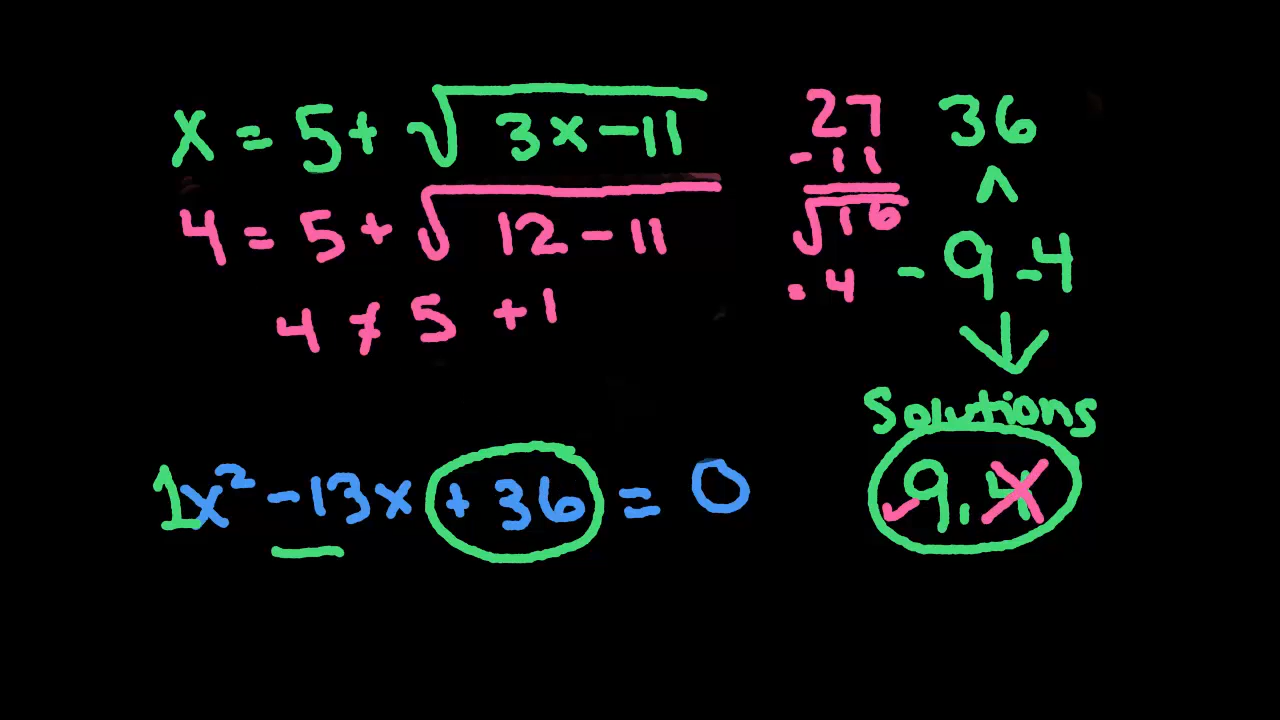 x = 5 + √(3x - 11)
4 = 5 + √(12 - 11)
4 ≠ 5 + 1
27
- 11
√16
= 4
36
^
- 9 - 4
↓
Solutions
✓9, 4
1x² - 13x + 36 = 0